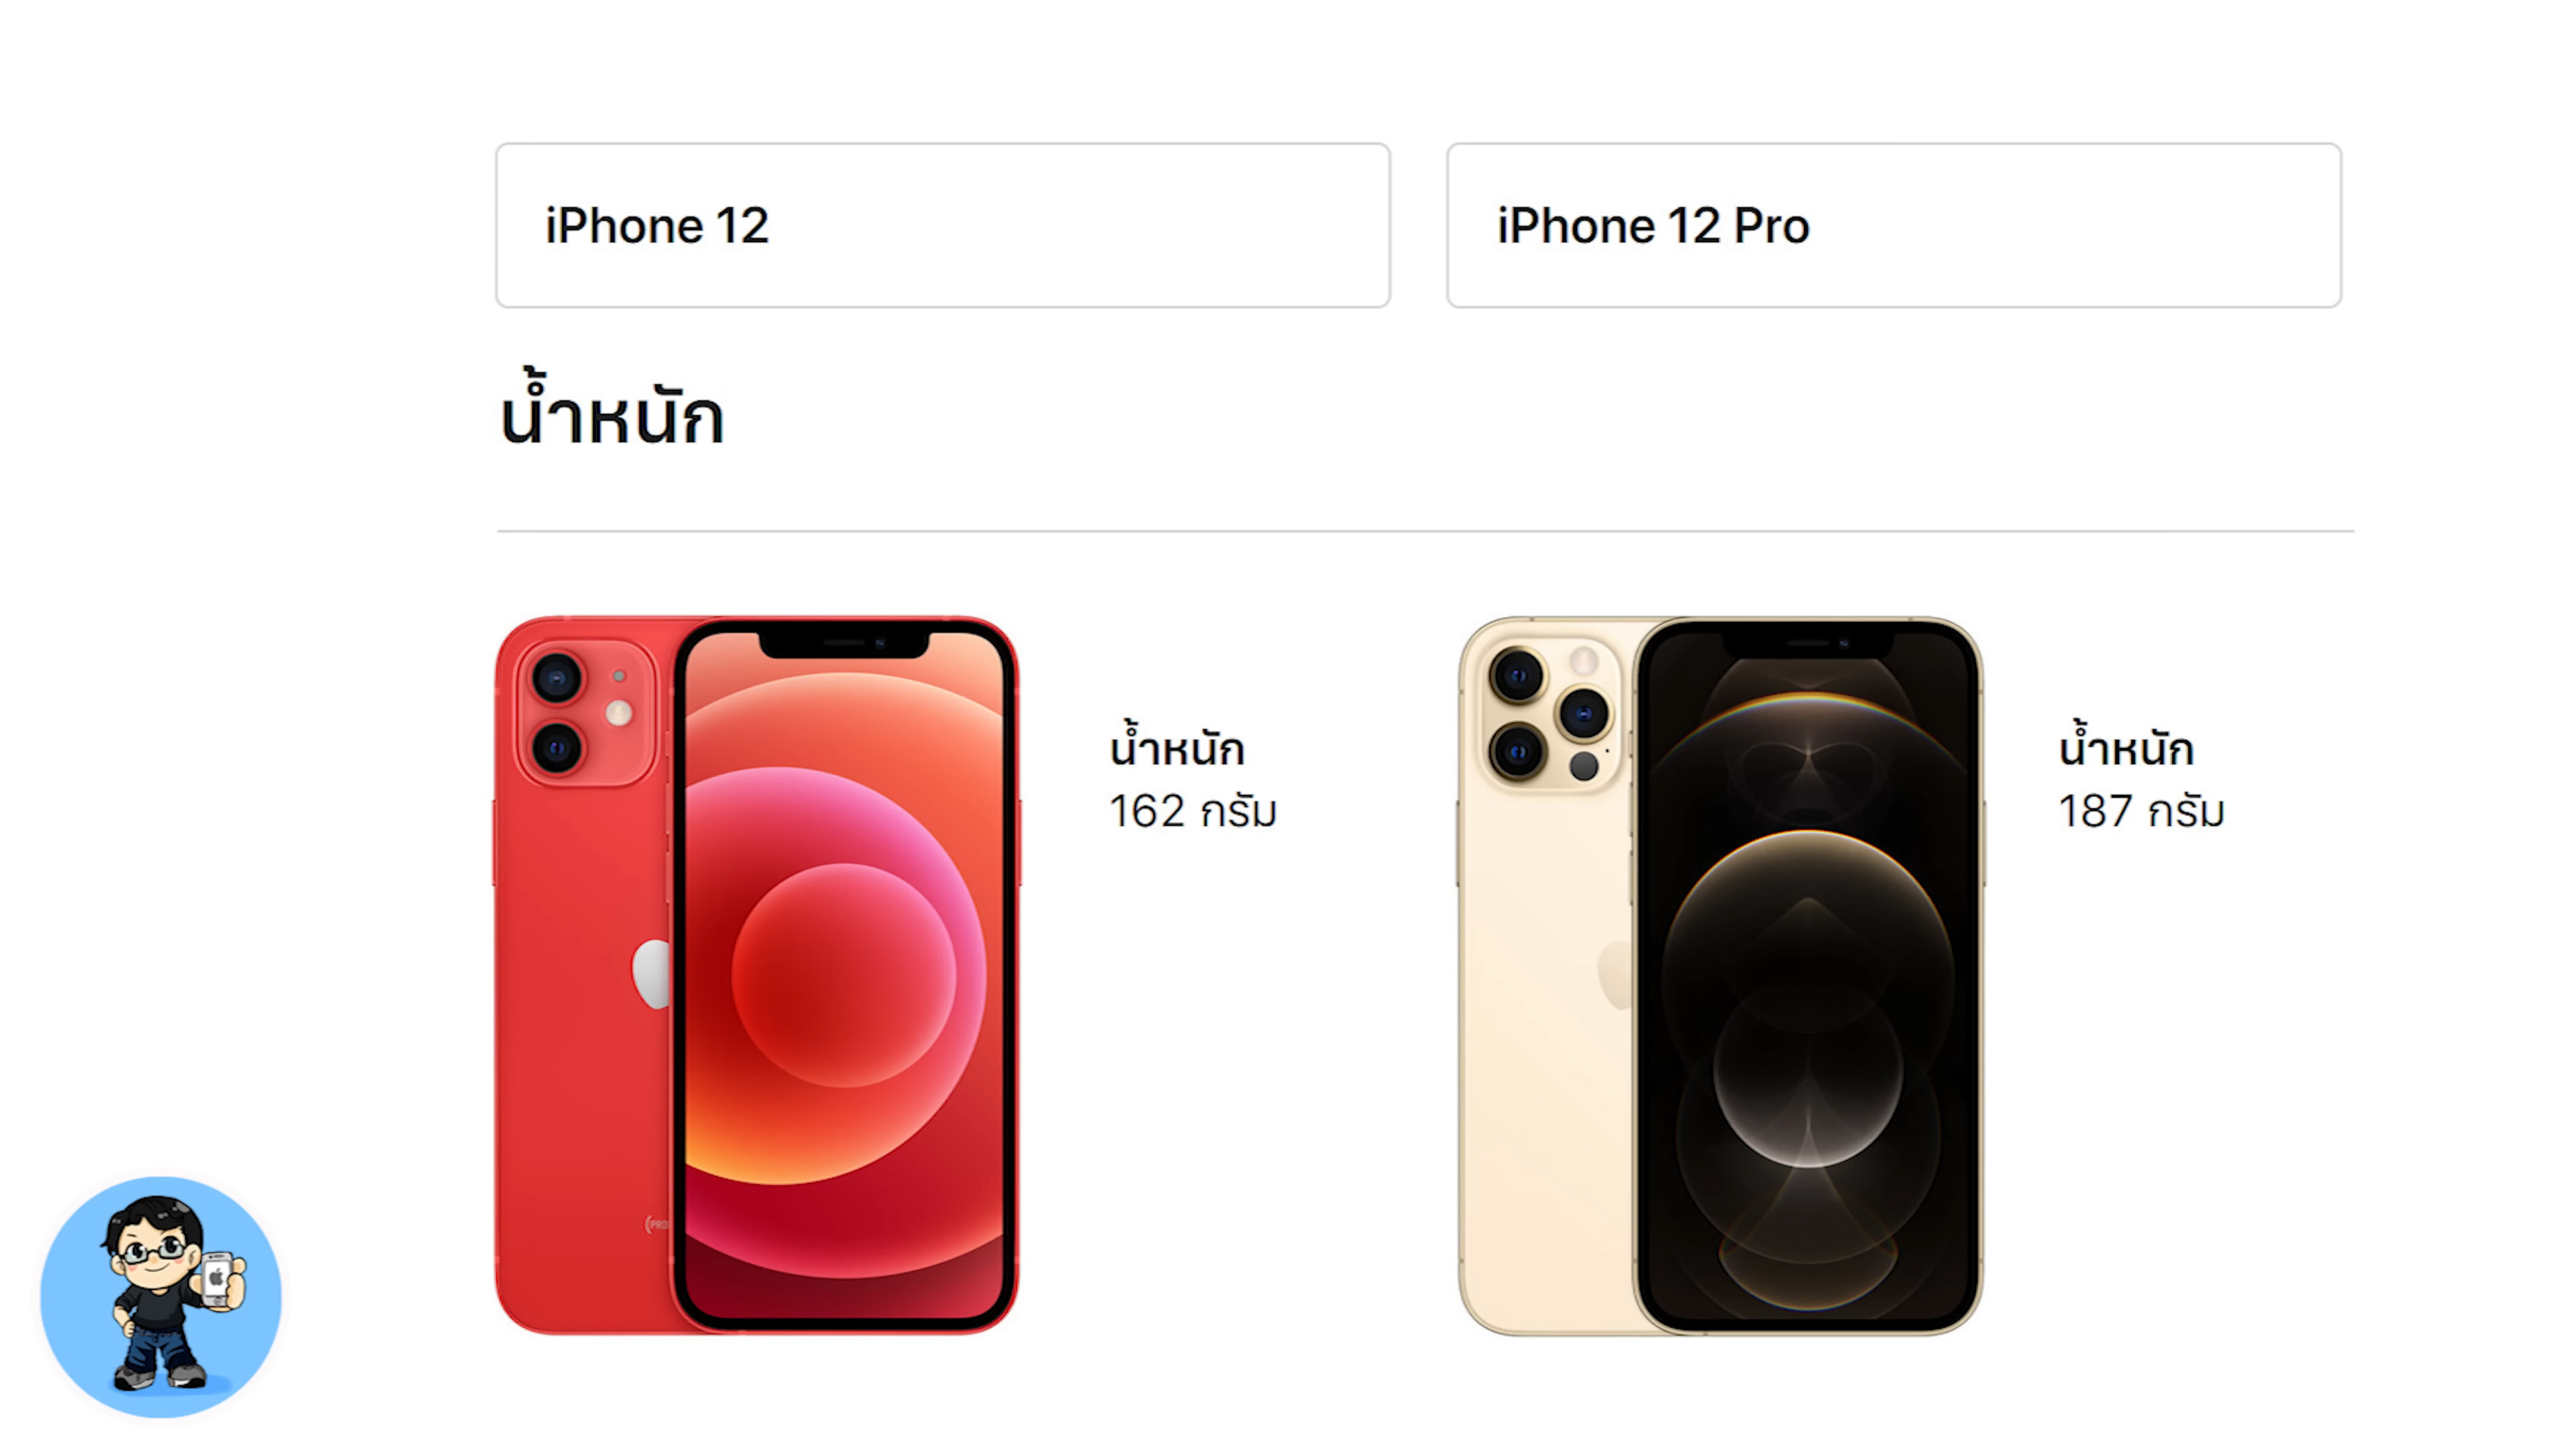 iPhone 12
iPhone 12 Pro
น้ำหนัก
น้ำหนัก
162 กรัม
น้ำหนัก
187 กรัม